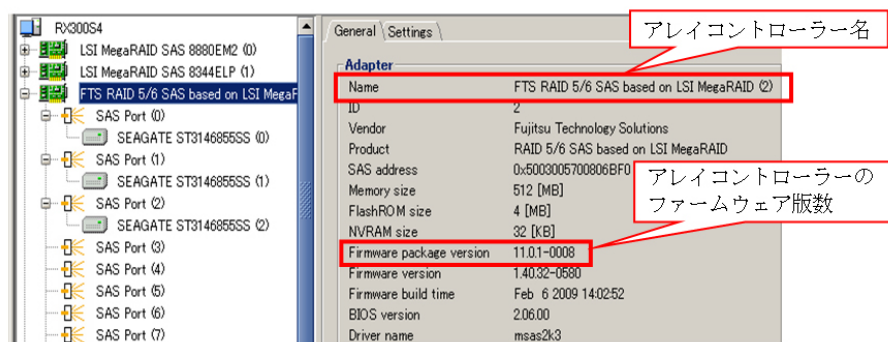 RX300S4
LSI MegaRAID SAS 8880EM2 (0)
LSI MegaRAID SAS 8344ELP (1)
FTS RAID 5/6 SAS based on LSI MegaR
SAS Port (0)
SEAGATE ST3146855SS (0)
SAS Port (1)
SEAGATE ST3146855SS (1)
SAS Port (2)
SEAGATE ST3146855SS (2)
SAS Port (3)
SAS Port (4)
SAS Port (5)
SAS Port (6)
SAS Port (7)
General
Settings
アレイコントローラー名
Adapter
Name FTS RAID 5/6 SAS based on LSI MegaRAID (2)
ID 2
Vendor Fujitsu Technology Solutions
Product RAID 5/6 SAS based on LSI MegaRAID
SAS address 0x5003005700806BF0
Memory size 512 [MB]
FlashROM size 4 [MB]
NVRAM size 32 [KB]
Firmware package version 11.0.1-0008
Firmware version 1.40.32-0580
Firmware build time Feb 6 2009 14:02:52
BIOS version 2.06.00
Driver name msas2k3
アレイコントローラーの
ファームウェア版数